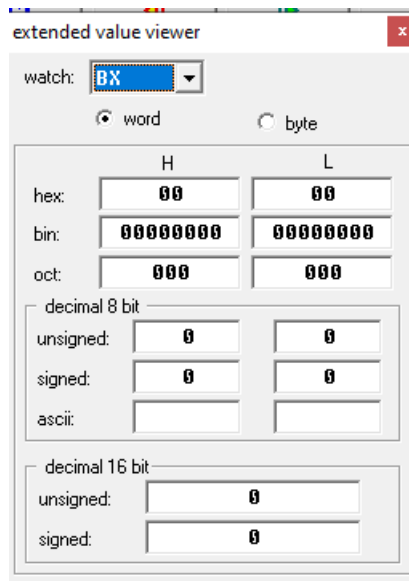 extended value viewer x
watch: BX
word byte
H L
hex: 00 00
bin: 00000000 00000000
oct: 000 000
decimal 8 bit
unsigned: 0 0
signed: 0 0
ascii:
decimal 16 bit
unsigned: 0
signed: 0